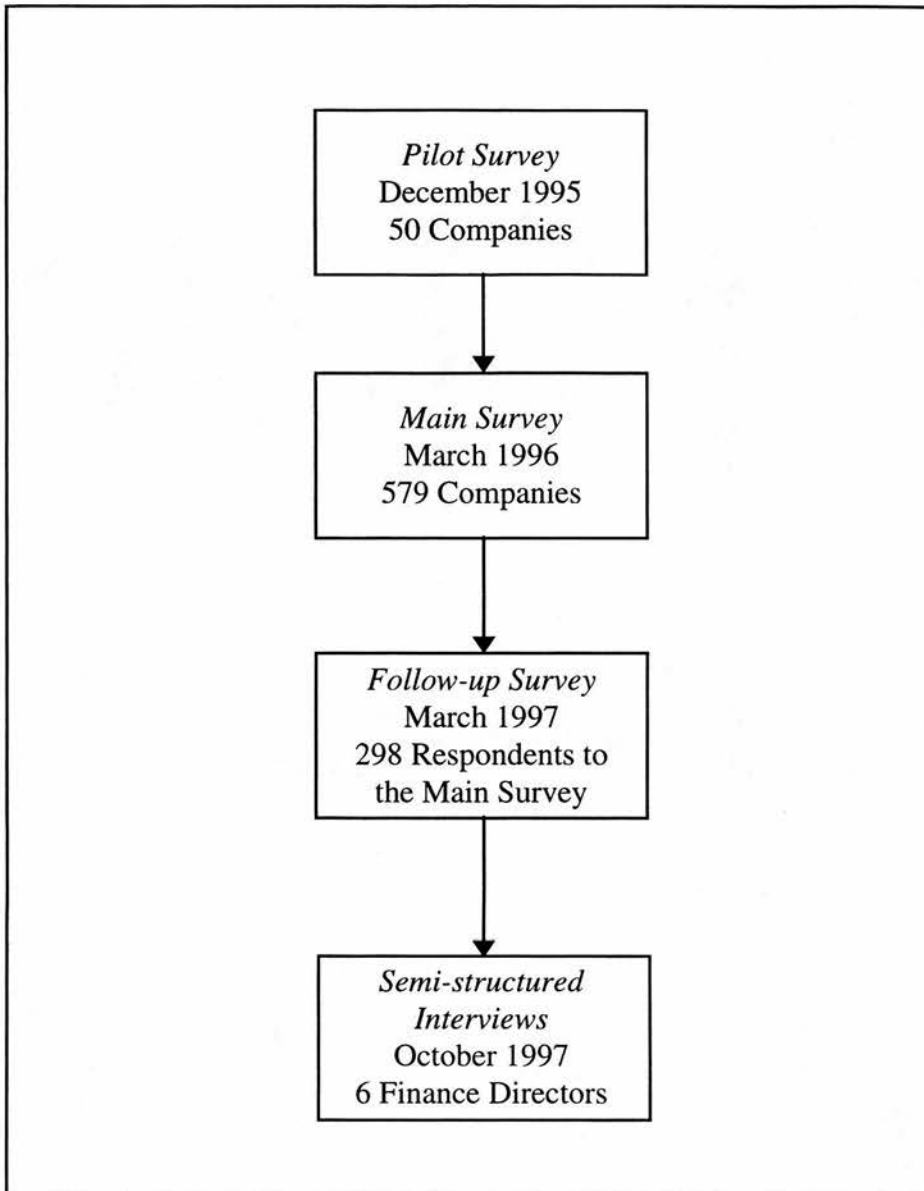 Pilot Survey
December 1995
50 Companies
Main Survey
March 1996
579 Companies
Follow-up Survey
March 1997
298 Respondents to
the Main Survey
Semi-structured
Interviews
October 1997
6 Finance Directors